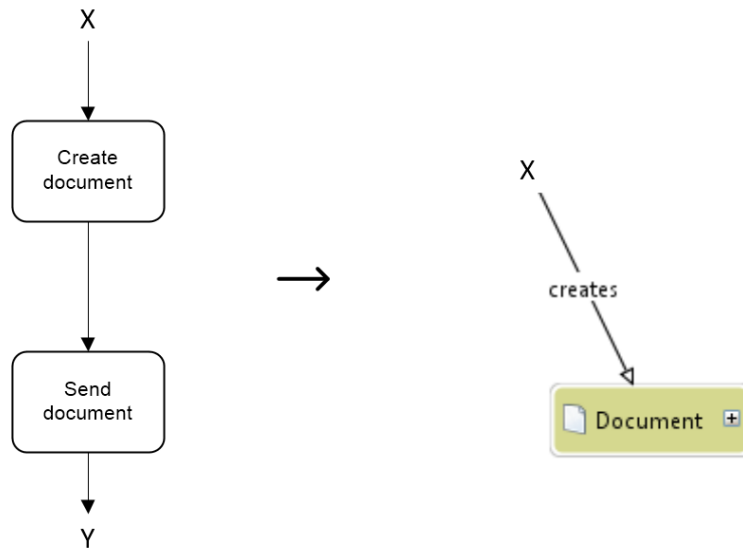 X
Create
document
Send
document
Y
X
creates
Document